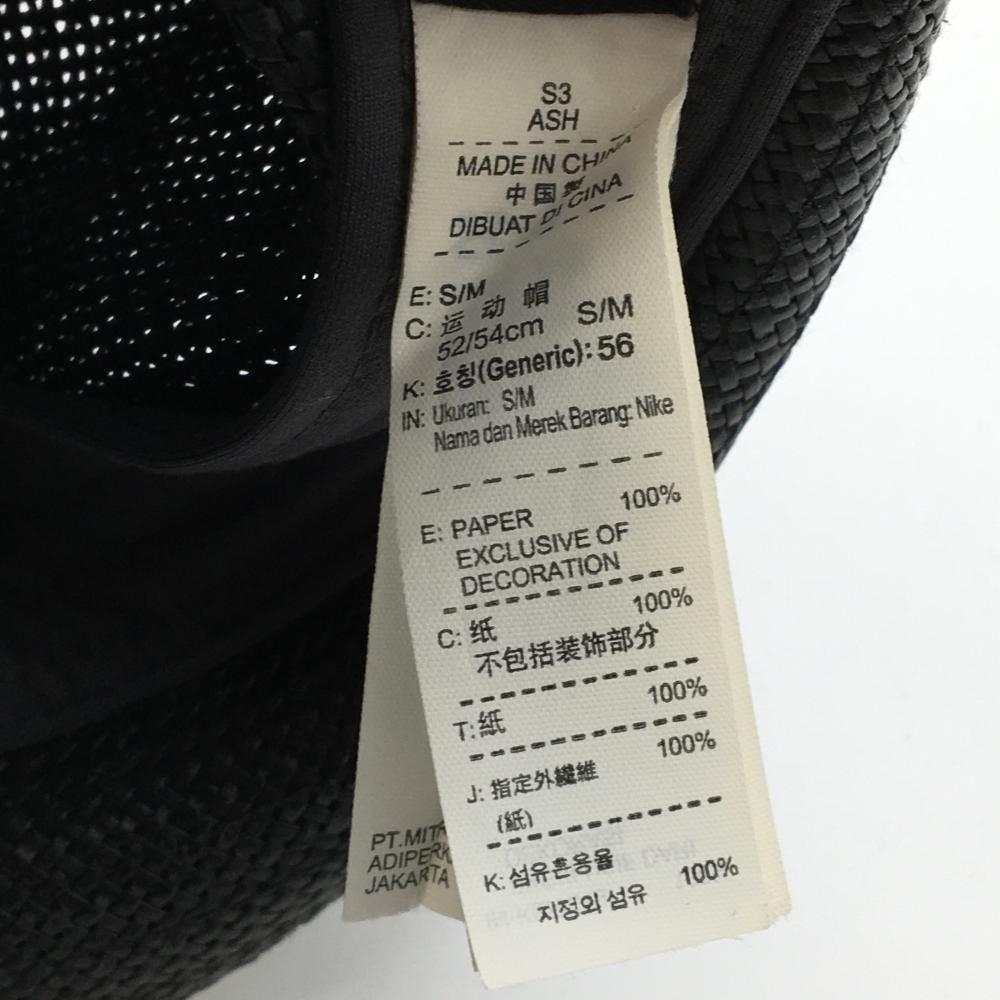 S3
ASH
MADE IN CHINA
中国製
DIBUAT DI CINA
E: S/M
C: 运动帽 S/M
52/54cm
K: 호칭(Generic): 56
IN: Ukuran: S/M
Nama dan Merek Barang: Nike
E: PAPER 100%
EXCLUSIVE OF
DECORATION
C: 纸 100%
不包括装饰部分
T: 紙 100%
J: 指定外繊維 100%
(紙)
K: 섬유혼용율
지정외 섬유 100%
PT.MITR
ADIPERK
JAKARTA